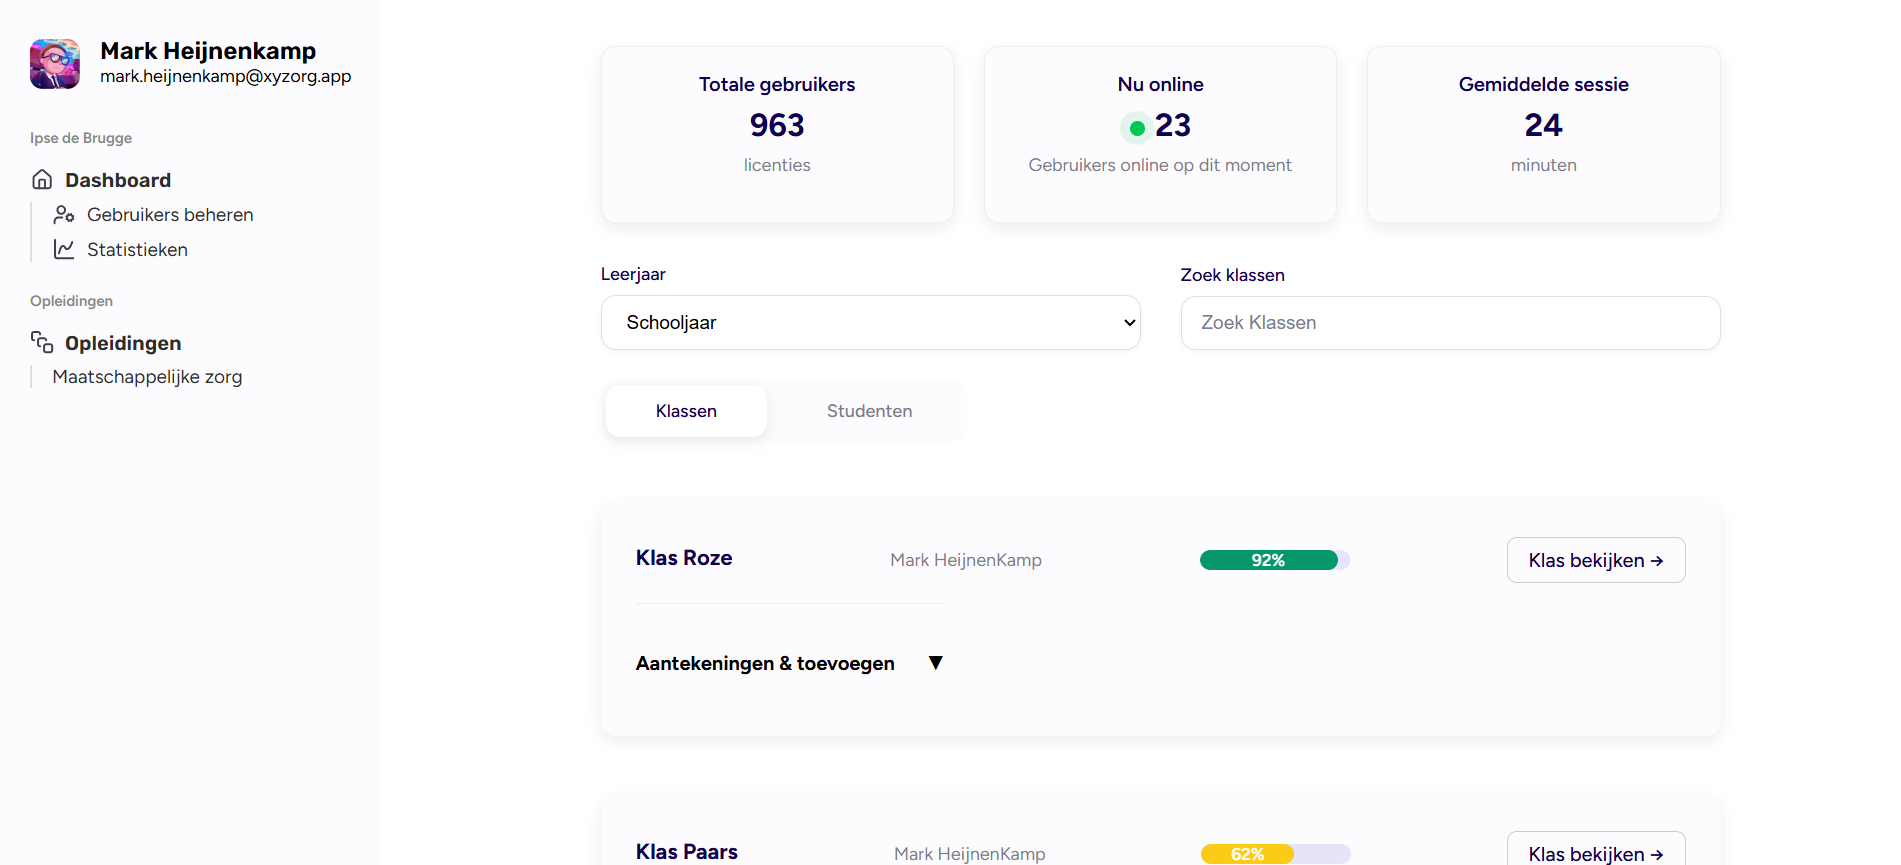 Mark Heijnenkamp
mark.heijnenkamp@xyzorg.app
Ipse de Brugge
Dashboard
Gebruikers beheren
Statistieken
Opleidingen
Opleidingen
Maatschappelijke zorg
Totale gebruikers
963
licenties
Nu online
23
Gebruikers online op dit moment
Gemiddelde sessie
24
minuten
Leerjaar
Schooljaar
Zoek klassen
Zoek Klassen
Klassen
Studenten
Klas Roze
Mark HeijnenKamp
92%
Klas bekijken →
Aantekeningen & toevoegen ▼
Klas Paars
Mark HeijnenKamp
62%
Klas bekijken →